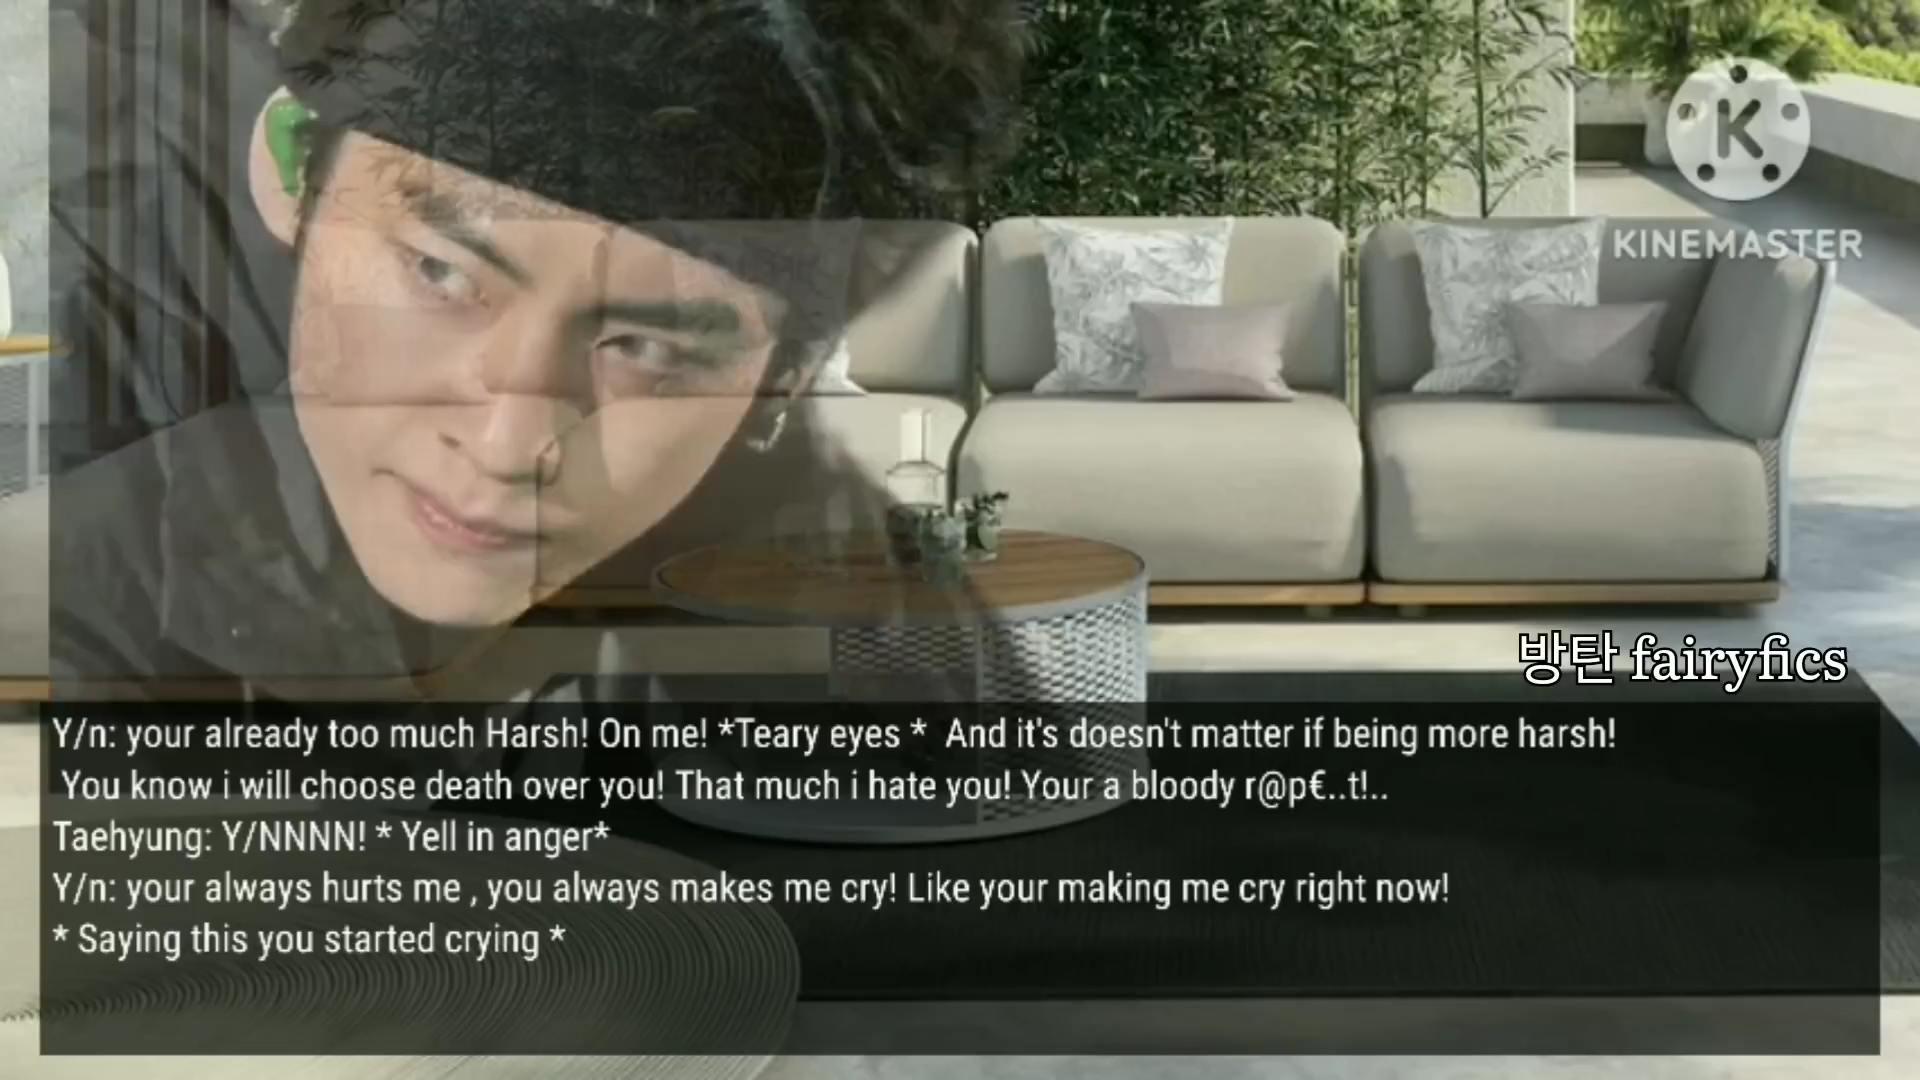 K
KINEMASTER
방탄 fairyfics
Y/n: your already too much Harsh! On me! *Teary eyes *  And it's doesn't matter if being more harsh!
You know i will choose death over you! That much i hate you! Your a bloody r@p€..t!..
Taehyung: Y/NNNN! * Yell in anger*
Y/n: your always hurts me , you always makes me cry! Like your making me cry right now!
* Saying this you started crying *